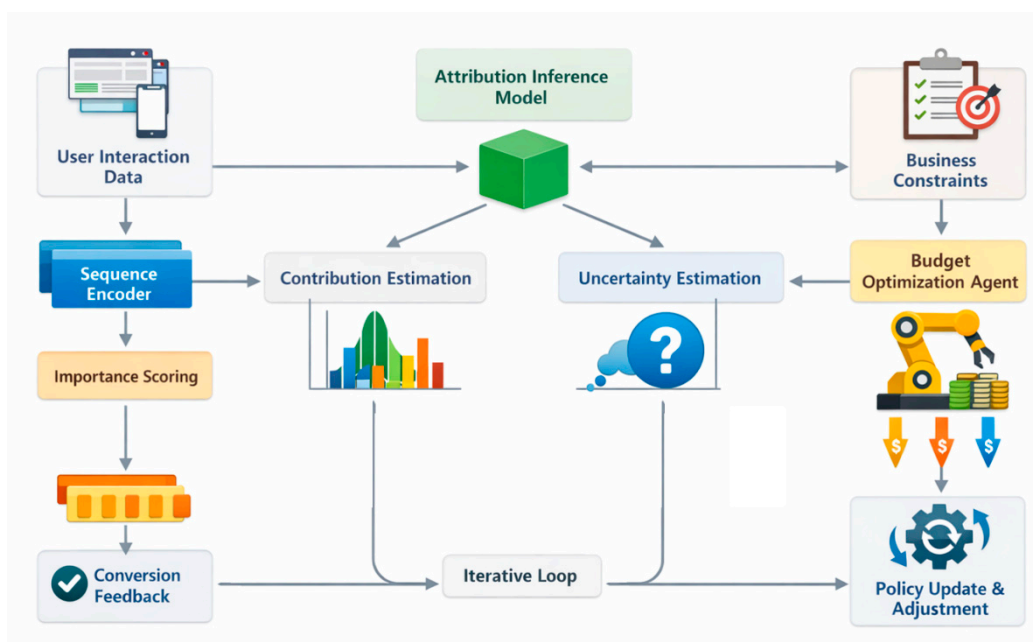 Attribution Inference
Model
User Interaction
Data
Business
Constraints
Sequence
Encoder
Contribution Estimation
Uncertainty Estimation
Budget
Optimization Agent
?
Importance Scoring
$ $ $
Conversion
Feedback
Iterative Loop
Policy Update &
Adjustment